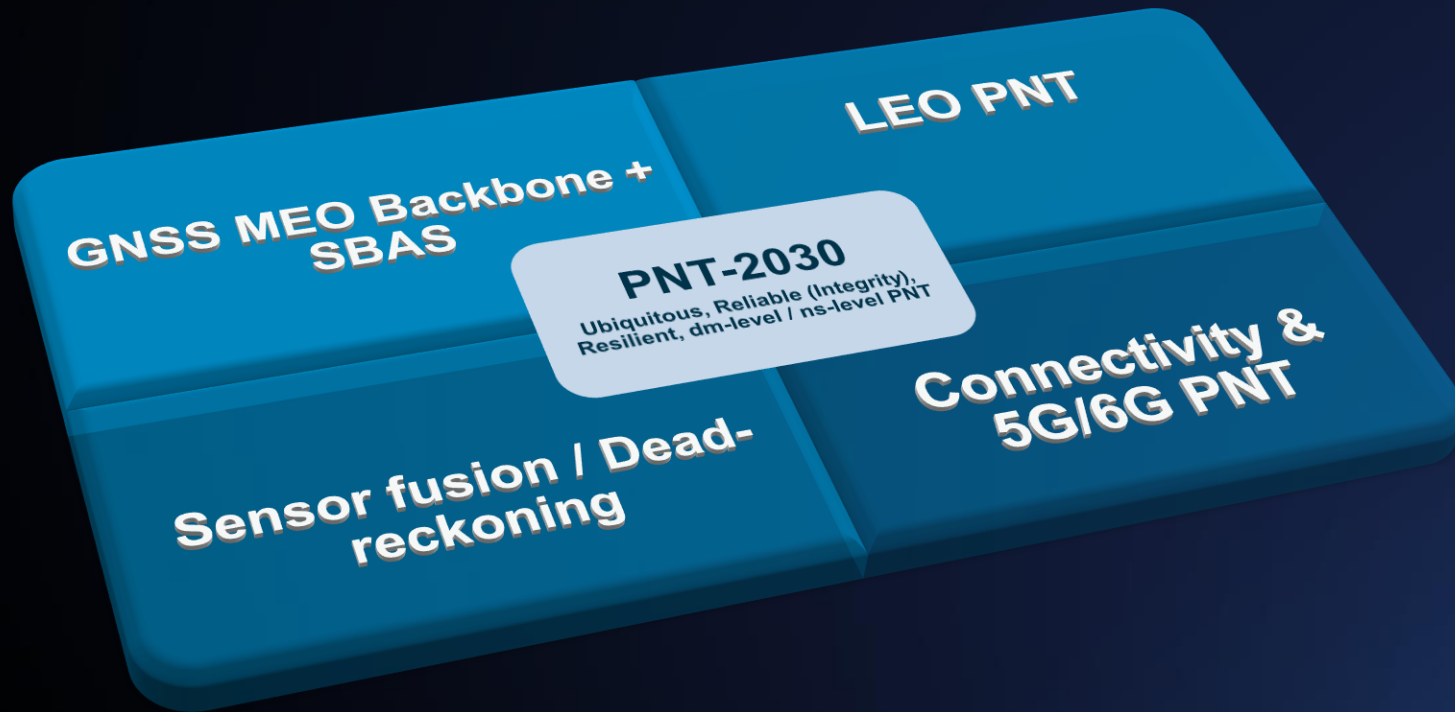 GNSS MEO Backbone +
SBAS
LEO PNT
PNT-2030
Ubiquitous, Reliable (Integrity),
Resilient, dm-level / ns-level PNT
Sensor fusion / Dead-
reckoning
Connectivity &
5G/6G PNT